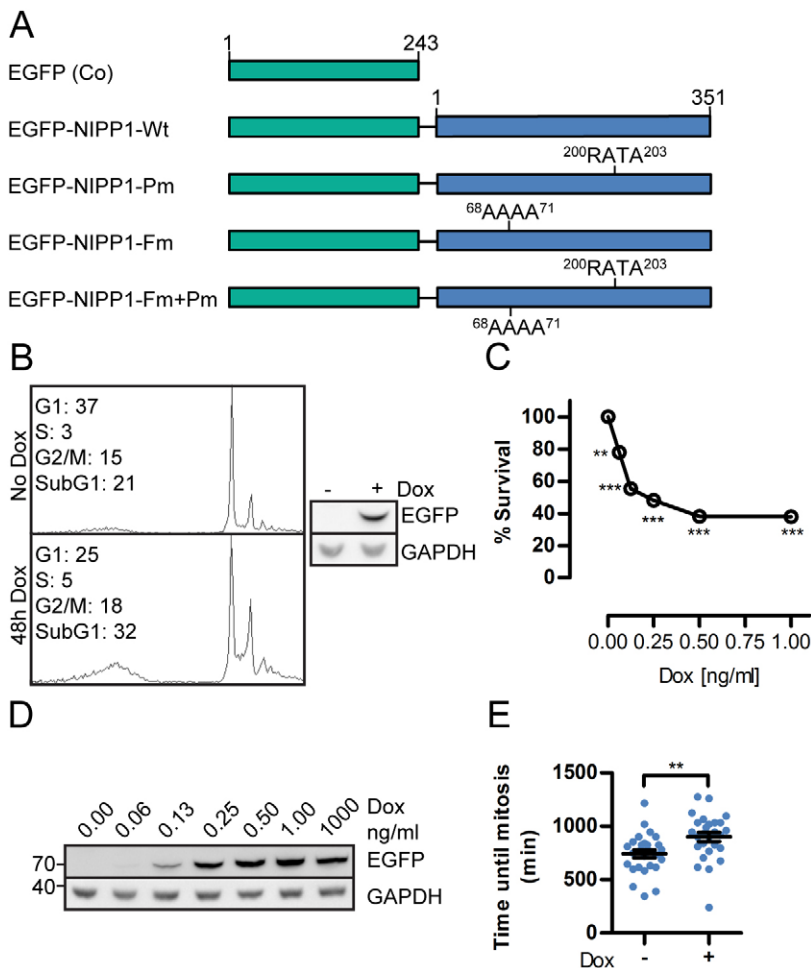 A
1 243
EGFP (Co)
1 351
EGFP-NIPP1-Wt
²⁰⁰RATA²⁰³
EGFP-NIPP1-Pm
⁶⁸AAAA⁷¹
EGFP-NIPP1-Fm
²⁰⁰RATA²⁰³
EGFP-NIPP1-Fm+Pm
⁶⁸AAAA⁷¹
B
No Dox
G1: 37
S: 3
G2/M: 15
SubG1: 21
48h Dox
G1: 25
S: 5
G2/M: 18
SubG1: 32
- + Dox
EGFP
GAPDH
C
% Survival
100
80
60
40
20
0
**
***
***
***
***
0.00 0.25 0.50 0.75 1.00
Dox [ng/ml]
D
0.00 0.06 0.13 0.25 0.50 1.00 1000
Dox
ng/ml
70
EGFP
40
GAPDH
E
Time until mitosis
(min)
1500
1000
500
0
**
Dox - +